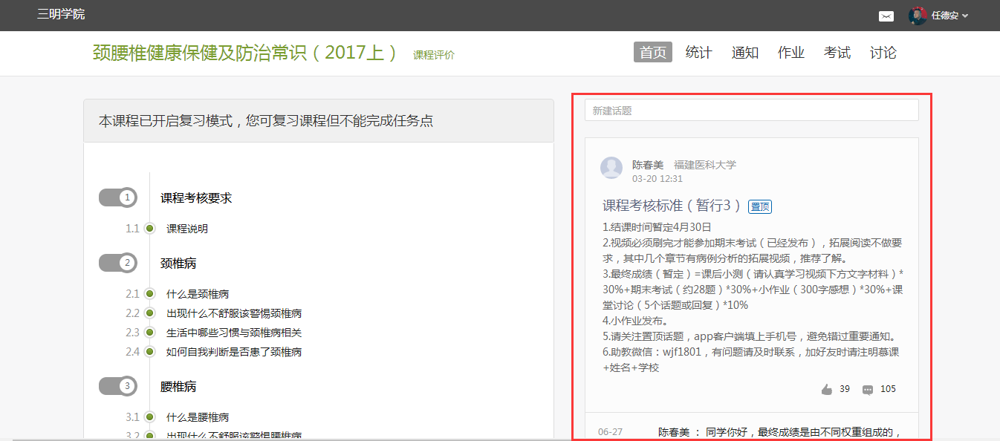 三明学院
任德安
颈腰椎健康保健及防治常识（2017上） 课程评价
首页 统计 通知 作业 考试 讨论
本课程已开启复习模式，您可复习课程但不能完成任务点
1 课程考核要求
1.1 课程说明
2 颈椎病
2.1 什么是颈椎病
2.2 出现什么不舒服该警惕颈椎病
2.3 生活中哪些习惯与颈椎病相关
2.4 如何自我判断是否患了颈椎病
3 腰椎病
3.1 什么是腰椎病
3.2 出现什么不舒服该警惕腰椎病
新建话题
陈春美 福建医科大学
03-20 12:31
课程考核标准（暂行3） 置顶
1.结课时间暂定4月30日
2.视频必须刷完才能参加期末考试（已经发布），拓展阅读不做要
求，其中几个章节有病例分析的拓展视频，推荐了解。
3.最终成绩（暂定）=课后小测（请认真学习视频下方文字材料）*
30%+期末考试（约28题）*30%+小作业（300字感想）*30%+课
堂讨论（5个话题或回复）*10%
4.小作业发布。
5.请关注置顶话题，app客户端填上手机号，避免错过重要通知。
6.助教微信：wjf1801，有问题请及时联系，加好友时请注明慕课
+姓名+学校
39 105
06-27 陈春美 ： 同学你好，最终成绩是由不同权重组成的，